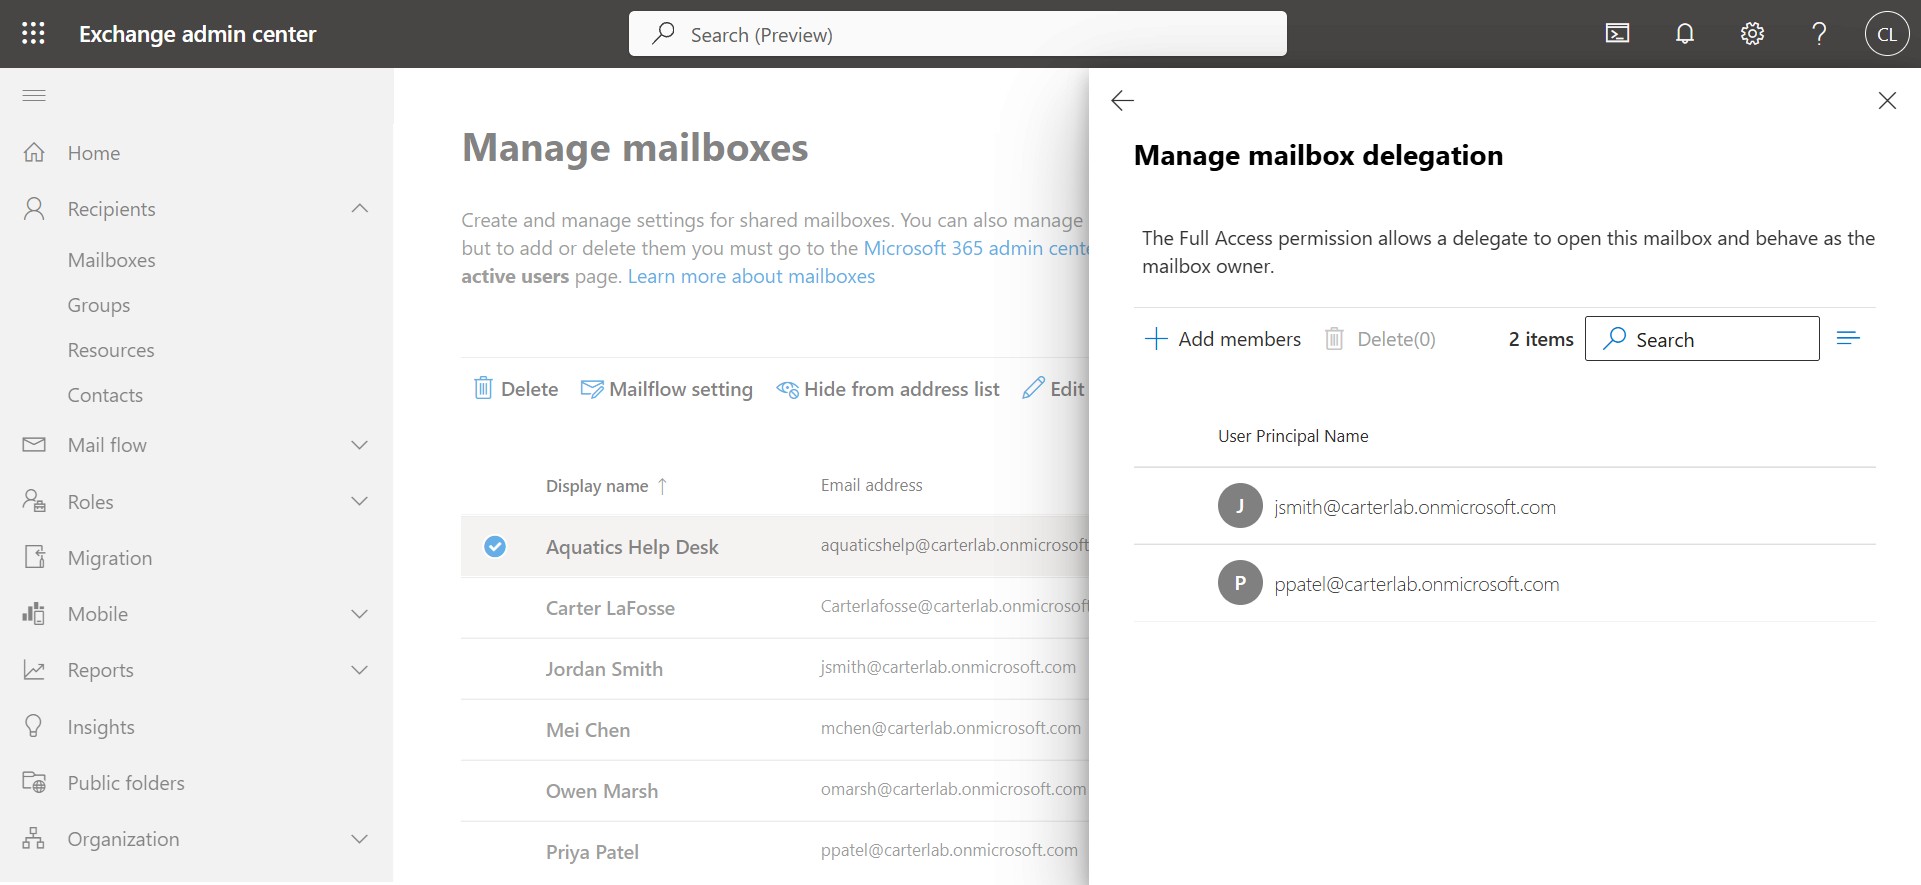 Exchange admin center
Search (Preview)
CL
Home
Recipients
Mailboxes
Groups
Resources
Contacts
Mail flow
Roles
Migration
Mobile
Reports
Insights
Public folders
Organization
Manage mailboxes
Create and manage settings for shared mailboxes. You can also manage
but to add or delete them you must go to the Microsoft 365 admin cente
active users page. Learn more about mailboxes
Delete Mailflow setting Hide from address list Edit
Display name ↑ Email address
Aquatics Help Desk aquaticshelp@carterlab.onmicrosoft
Carter LaFosse Carterlafosse@carterlab.onmicrosoft
Jordan Smith jsmith@carterlab.onmicrosoft.com
Mei Chen mchen@carterlab.onmicrosoft.com
Owen Marsh omarsh@carterlab.onmicrosoft.com
Priya Patel ppatel@carterlab.onmicrosoft.com
Manage mailbox delegation
The Full Access permission allows a delegate to open this mailbox and behave as the
mailbox owner.
Add members Delete(0) 2 items Search
User Principal Name
J jsmith@carterlab.onmicrosoft.com
P ppatel@carterlab.onmicrosoft.com